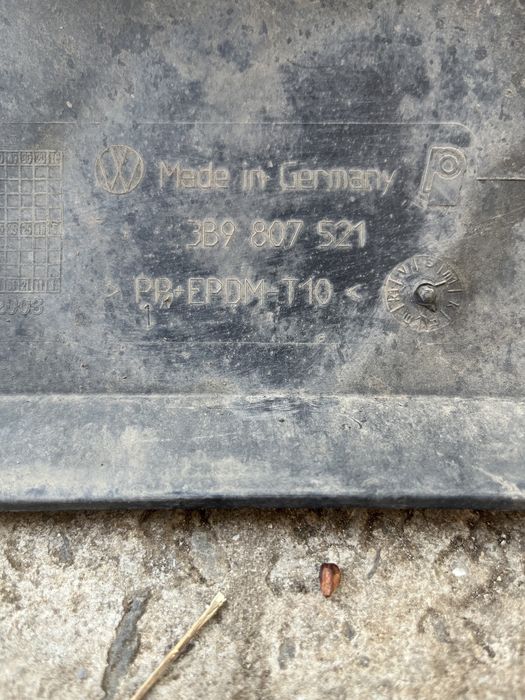 Made in Germany
3B9 807 521
> PP+EPDM-T10 <